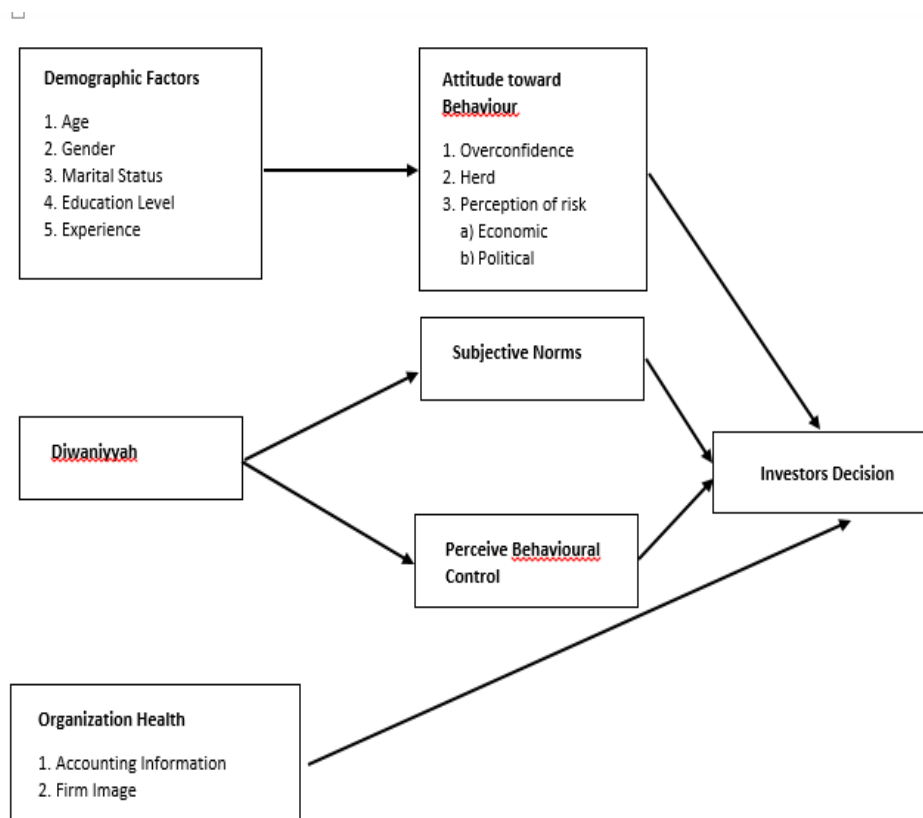 Demographic Factors
1. Age
2. Gender
3. Marital Status
4. Education Level
5. Experience
Attitude toward
Behaviour
1. Overconfidence
2. Herd
3. Perception of risk
a) Economic
b) Political
Subjective Norms
Diwaniyyah
Investors Decision
Perceive Behavioural
Control
Organization Health
1. Accounting Information
2. Firm Image